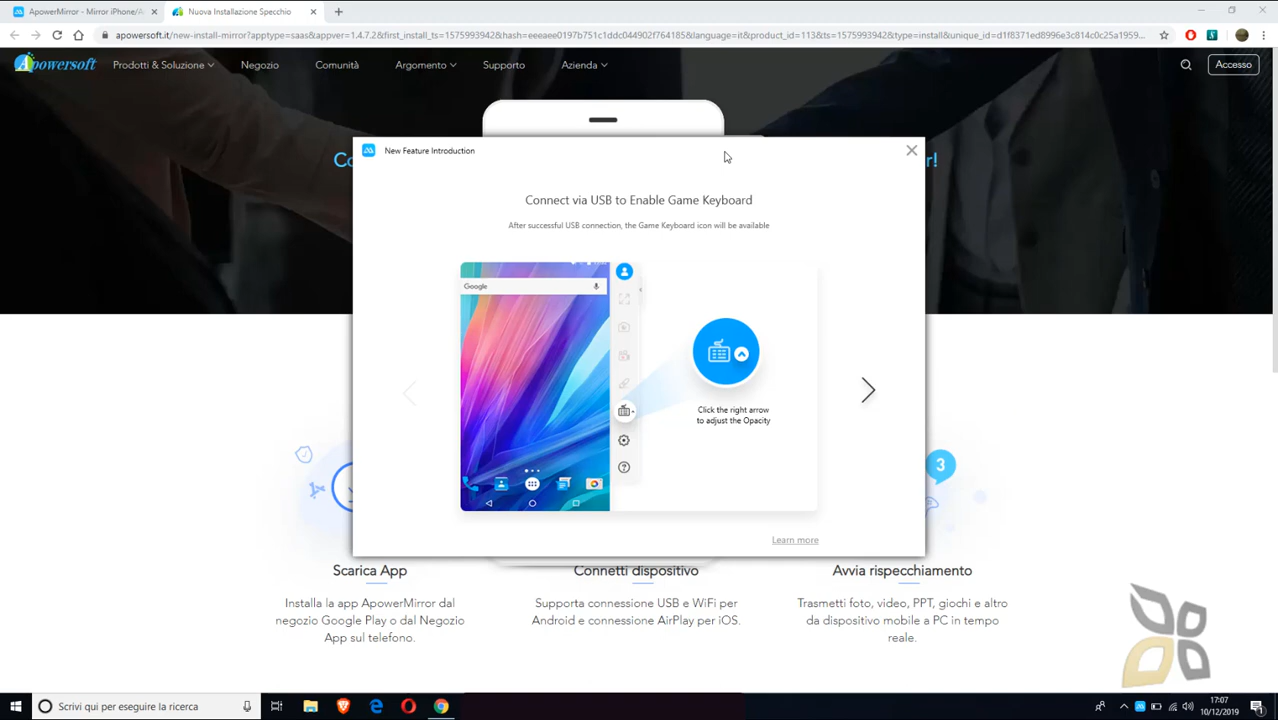 ApowerMirror - Mirror iPhone/A
Nuova Installazione Specchio
apowersoft.it/new-install-mirror?apptype=saas&appver=1.4.7.2&first_install_ts=1575993942&hash=eeeae0197b751c1ddc044902f764185&language=it&product_id=113&ts=1575993942&type=install&unique_id=d1f8371ed8996e3c814c0c25a1959...
Apowersoft
Prodotti & Soluzione
Negozio
Comunità
Argomento
Supporto
Azienda
Accesso
New Feature Introduction
Connect via USB to Enable Game Keyboard
After successful USB connection, the Game Keyboard icon will be available
Google
Click the right arrow
to adjust the Opacity
Learn more
3
Scarica App
Installa la app ApowerMirror dal
negozio Google Play o dal Negozio
App sul telefono.
Connetti dispositivo
Supporta connessione USB e WiFi per
Android e connessione AirPlay per iOS.
Avvia rispecchiamento
Trasmetti foto, video, PPT, giochi e altro
da dispositivo mobile a PC in tempo
reale.
Scrivi qui per eseguire la ricerca
17:07
10/12/2019